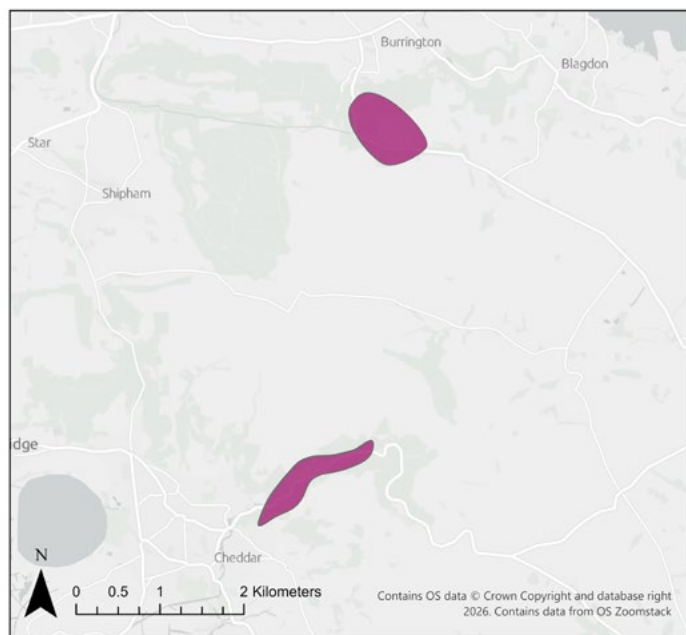 Burrington
Blagdon
Star
Shipham
idge
Cheddar
N
0 0.5 1 2 Kilometers
Contains OS data © Crown Copyright and database right
2026. Contains data from OS Zoomstack